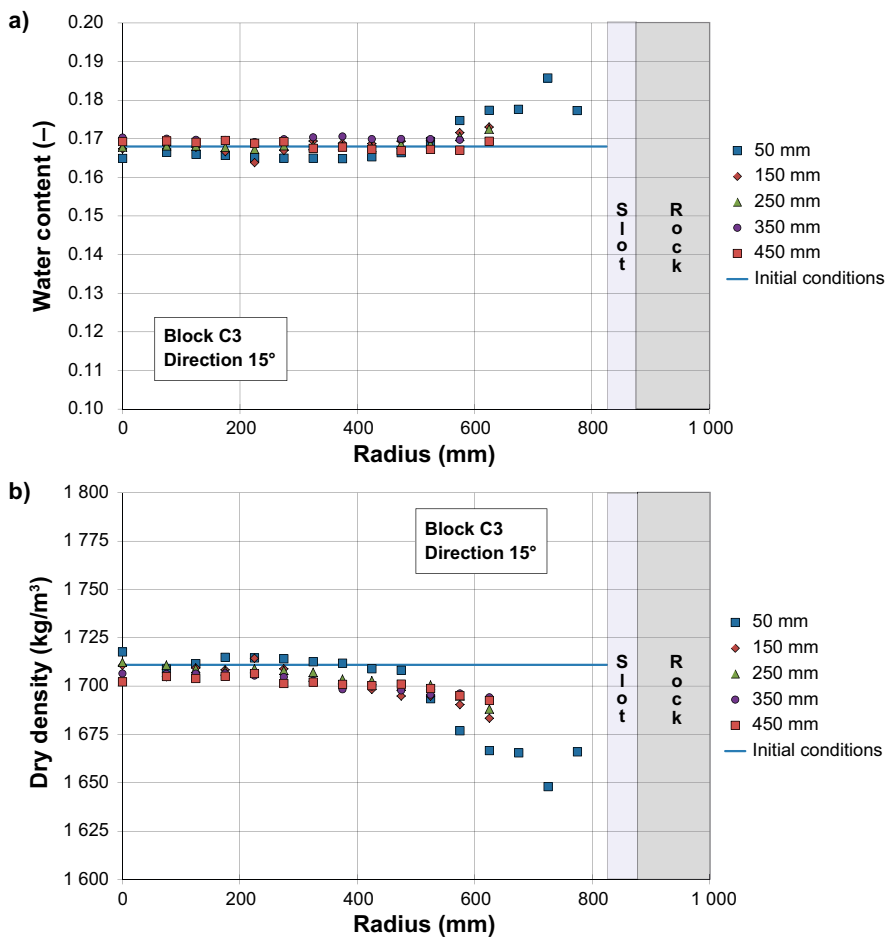 a)
0.20
0.19
0.18
0.17
0.16
0.15
0.14
0.13
0.12
0.11
0.10
Water content (–)
0
200
400
600
800
1 000
Radius (mm)
Block C3
Direction 15°
Slot
Rock
50 mm
150 mm
250 mm
350 mm
450 mm
Initial conditions
b)
1 800
1 775
1 750
1 725
1 700
1 675
1 650
1 625
1 600
Dry density (kg/m³)
0
200
400
600
800
1 000
Radius (mm)
Block C3
Direction 15°
Slot
Rock
50 mm
150 mm
250 mm
350 mm
450 mm
Initial conditions